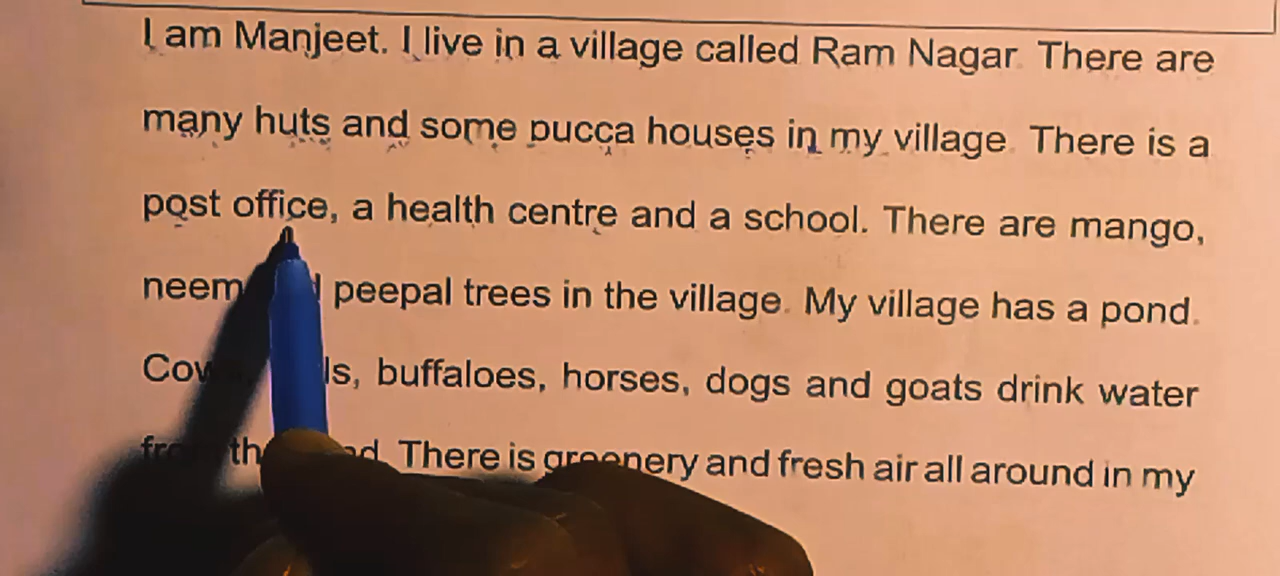 I am Manjeet. I live in a village called Ram Nagar. There are
many huts and some pucca houses in my village. There is a
post office, a health centre and a school. There are mango,
neem peepal trees in the village. My village has a pond.
buffaloes, horses, dogs and goats drink water
There is greenery and fresh air all around in my